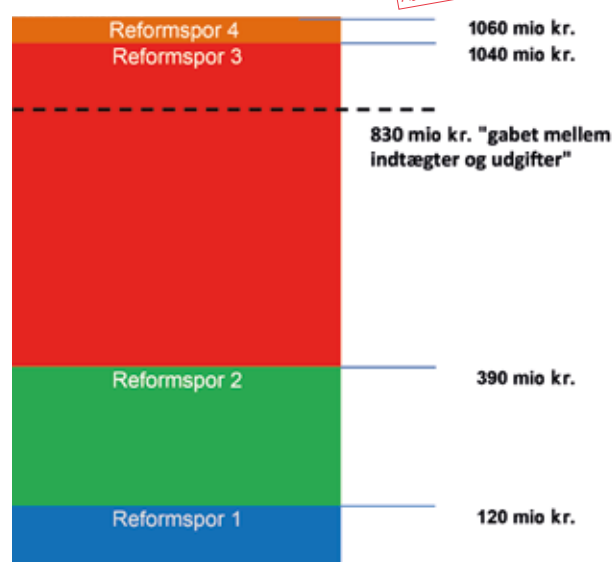 Reformspor 4
1060 mio kr.
Reformspor 3
1040 mio kr.
830 mio kr. "gabet mellem
indtægter og udgifter"
Reformspor 2
390 mio kr.
Reformspor 1
120 mio kr.